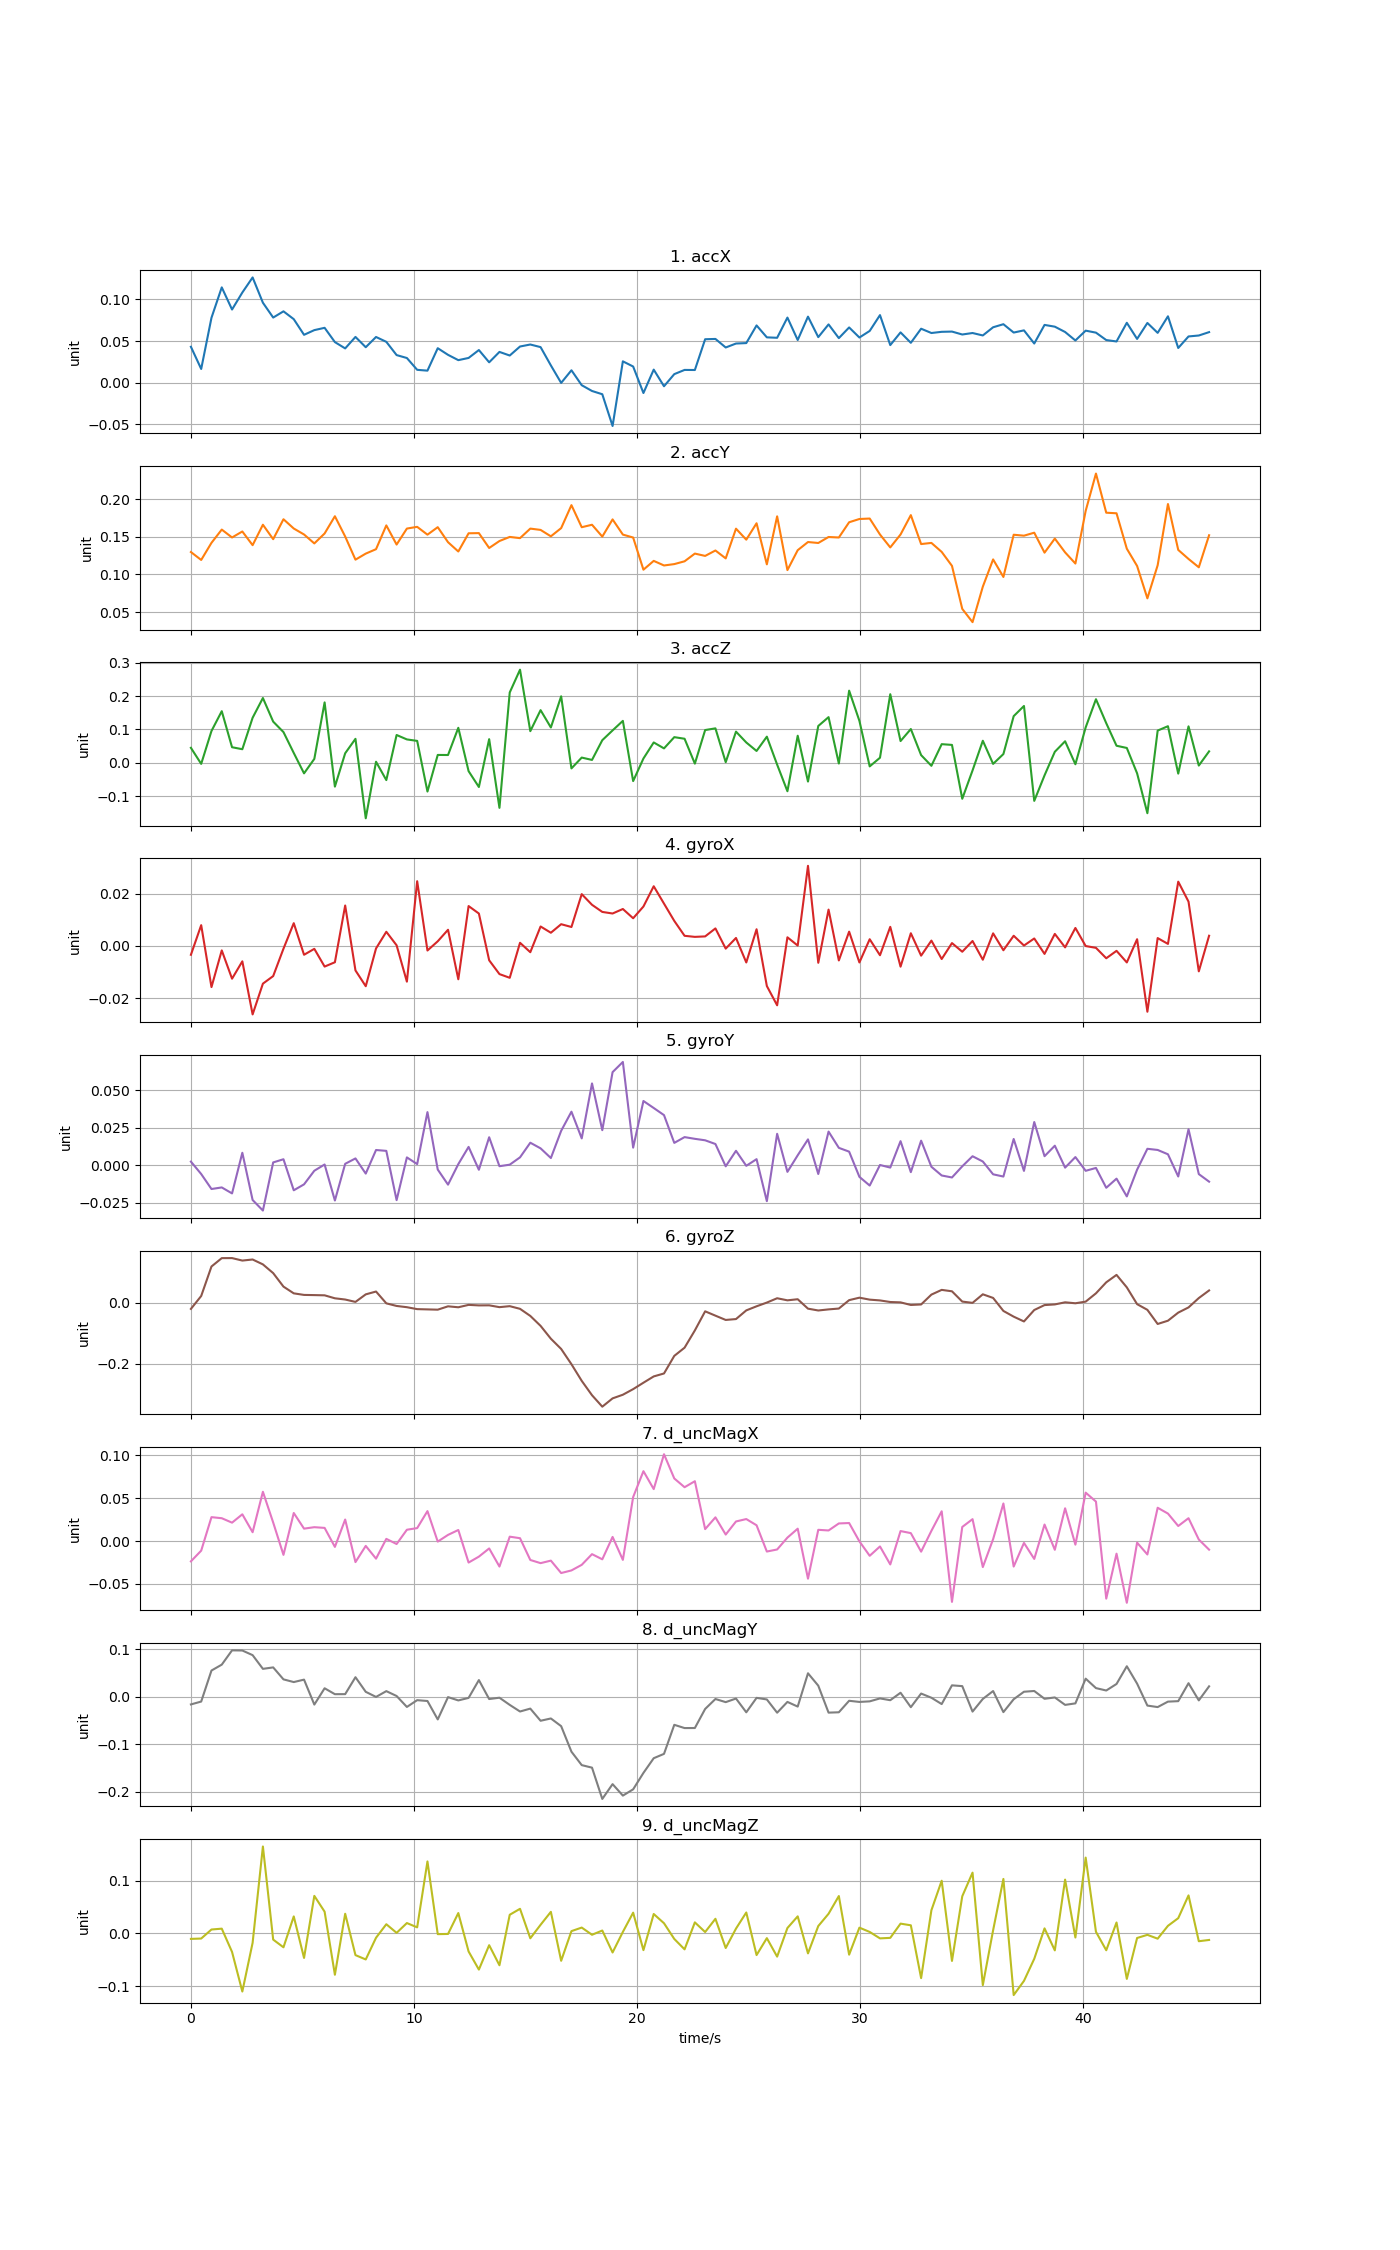 1. accX
0.10
0.05
0.00
−0.05
unit
2. accY
0.20
0.15
0.10
0.05
unit
3. accZ
0.3
0.2
0.1
0.0
−0.1
unit
4. gyroX
0.02
0.00
−0.02
unit
5. gyroY
0.050
0.025
0.000
−0.025
unit
6. gyroZ
0.0
−0.2
unit
7. d_uncMagX
0.10
0.05
0.00
−0.05
unit
8. d_uncMagY
0.1
0.0
−0.1
−0.2
unit
9. d_uncMagZ
0.1
0.0
−0.1
unit
0 10 20 30 40
time/s